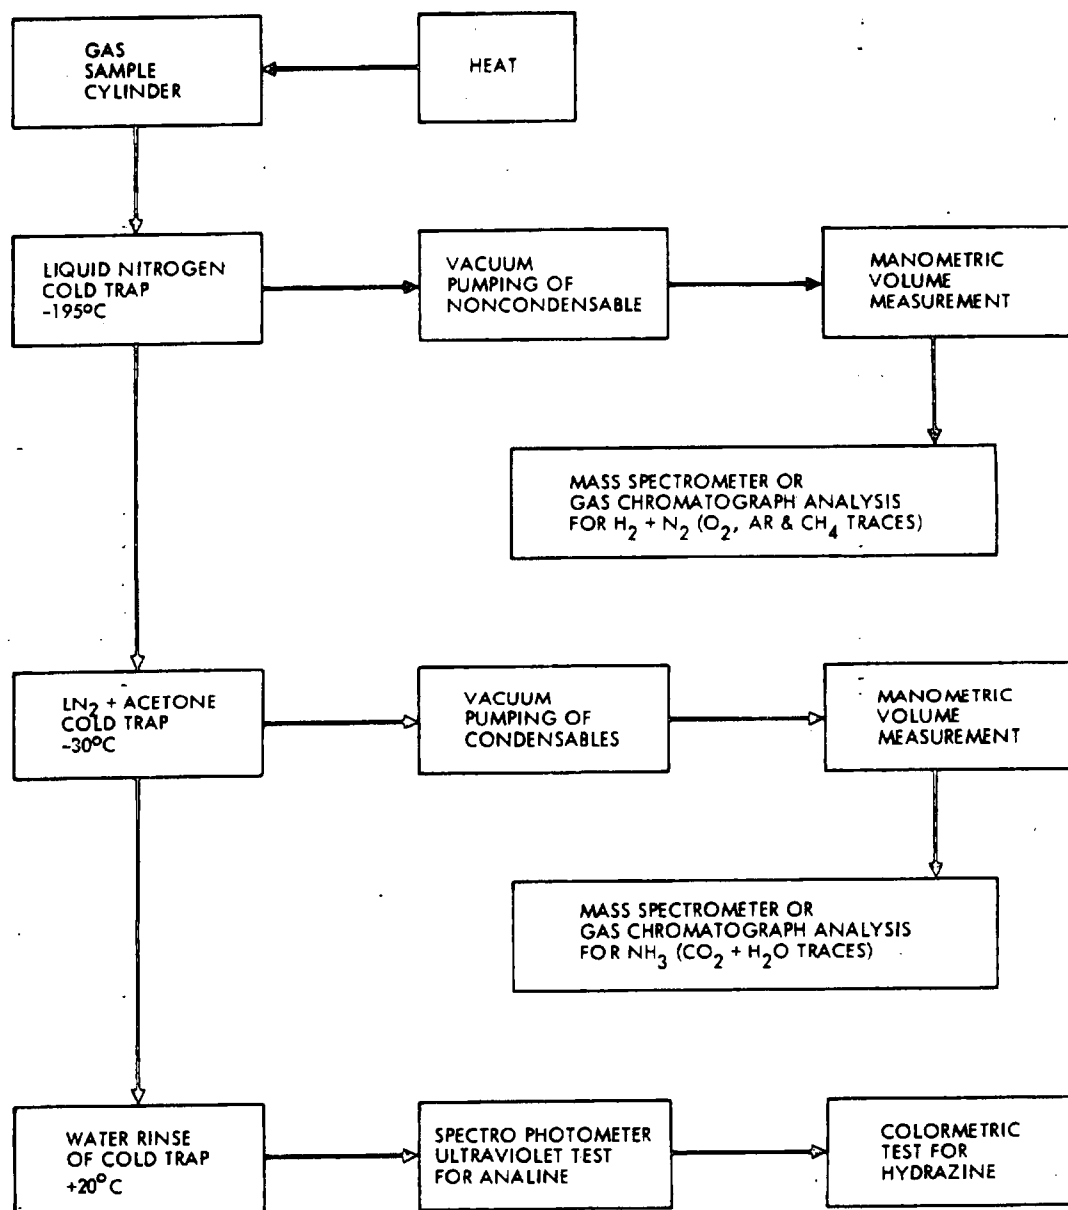 GAS
SAMPLE
CYLINDER
HEAT
LIQUID NITROGEN
COLD TRAP
-195°C
VACUUM
PUMPING OF
NONCONDENSABLE
MANOMETRIC
VOLUME
MEASUREMENT
MASS SPECTROMETER OR
GAS CHROMATOGRAPH ANALYSIS
FOR H₂ + N₂ (O₂, AR & CH₄ TRACES)
LN₂ + ACETONE
COLD TRAP
-30°C
VACUUM
PUMPING OF
CONDENSABLES
MANOMETRIC
VOLUME
MEASUREMENT
MASS SPECTROMETER OR
GAS CHROMATOGRAPH ANALYSIS
FOR NH₃ (CO₂ + H₂O TRACES)
WATER RINSE
OF COLD TRAP
+20°C
SPECTRO PHOTOMETER
ULTRAVIOLET TEST
FOR ANALINE
COLORMETRIC
TEST FOR
HYDRAZINE